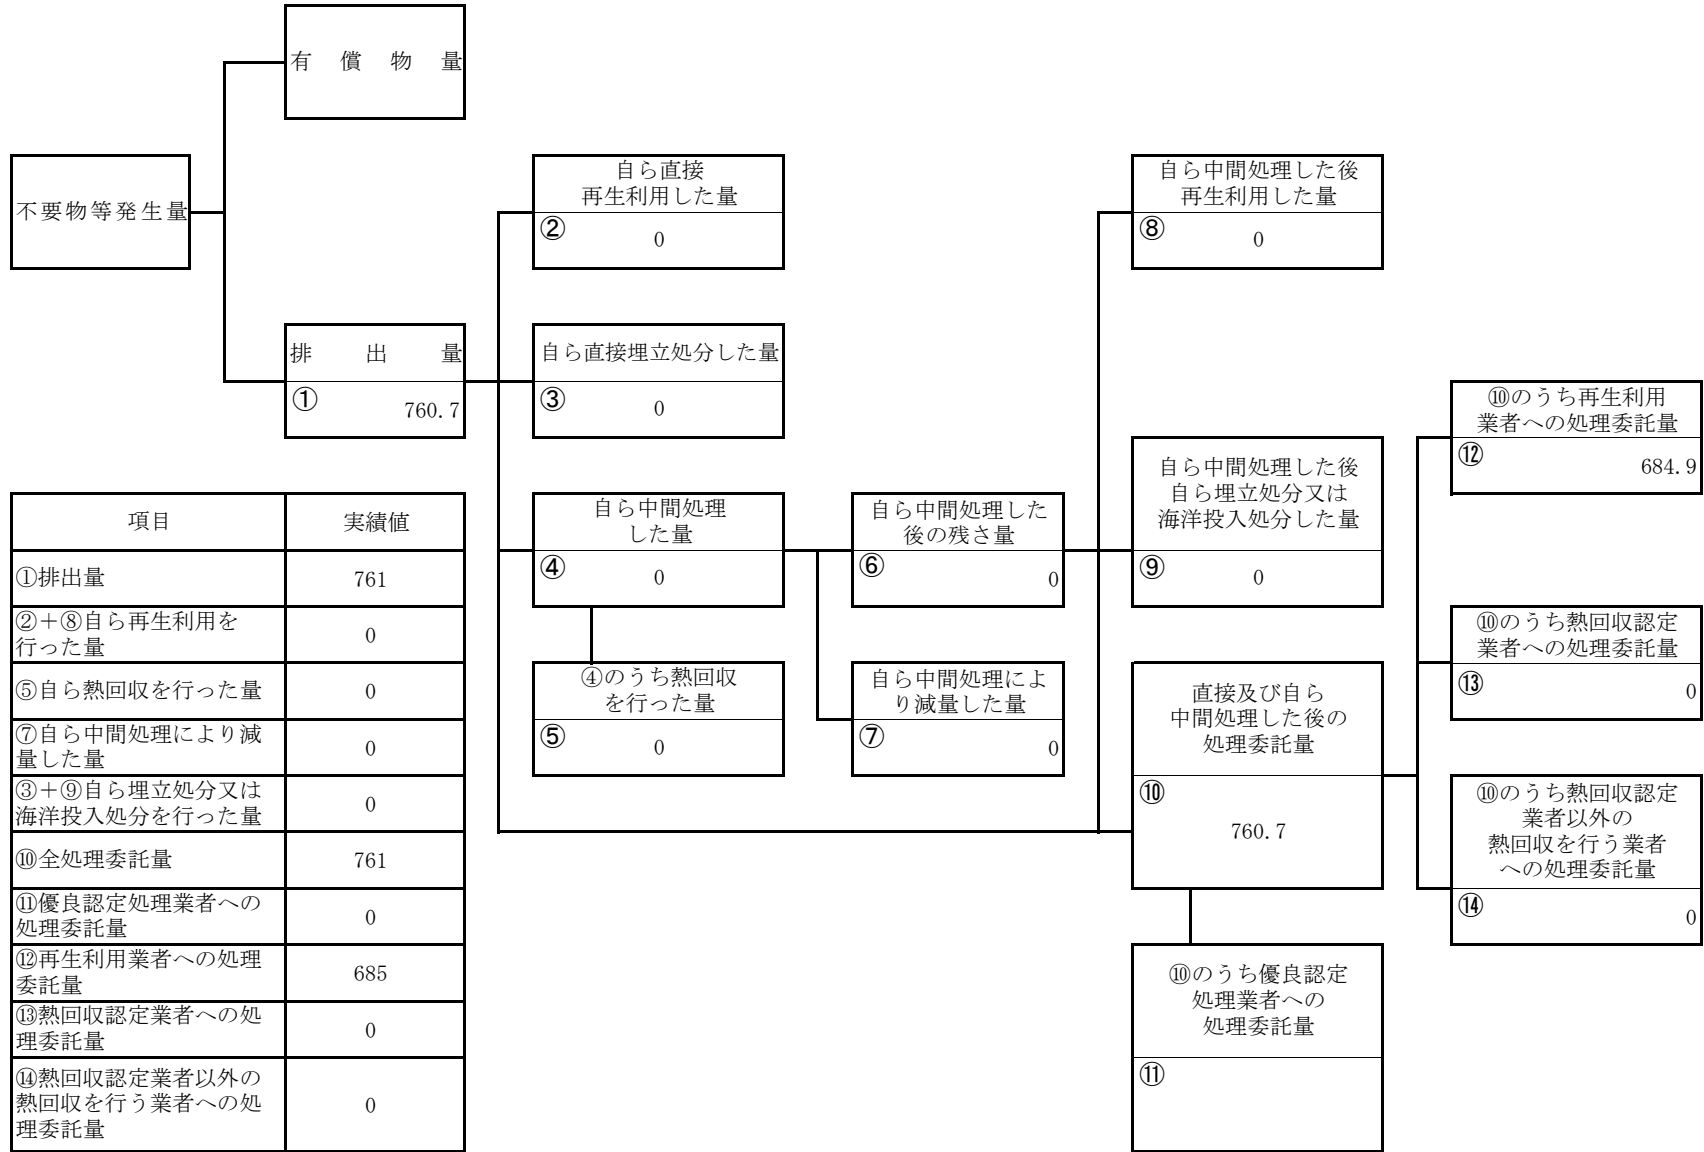 有償物量
不要物等発生量
排出量
①
760.7
自ら直接
再生利用した量
②
0
自ら直接埋立処分した量
③
0
自ら中間処理
した量
④
0
④のうち熱回収
を行った量
⑤
0
自ら中間処理した
後の残さ量
⑥
0
自ら中間処理によ
り減量した量
⑦
0
自ら中間処理した後
再生利用した量
⑧
0
自ら中間処理した後
自ら埋立処分又は
海洋投入処分した量
⑨
0
直接及び自ら
中間処理した後の
処理委託量
⑩
760.7
⑩のうち優良認定
処理業者への
処理委託量
⑪
⑩のうち再生利用
業者への処理委託量
⑫
684.9
⑩のうち熱回収認定
業者への処理委託量
⑬
0
⑩のうち熱回収認定
業者以外の
熱回収を行う業者
への処理委託量
⑭
0
項目
実績値
①排出量
761
②＋⑧自ら再生利用を
行った量
0
⑤自ら熱回収を行った量
0
⑦自ら中間処理により減
量した量
0
③＋⑨自ら埋立処分又は
海洋投入処分を行った量
0
⑩全処理委託量
761
⑪優良認定処理業者への
処理委託量
0
⑫再生利用業者への処理
委託量
685
⑬熱回収認定業者への処
理委託量
0
⑭熱回収認定業者以外の
熱回収を行う業者への処
理委託量
0